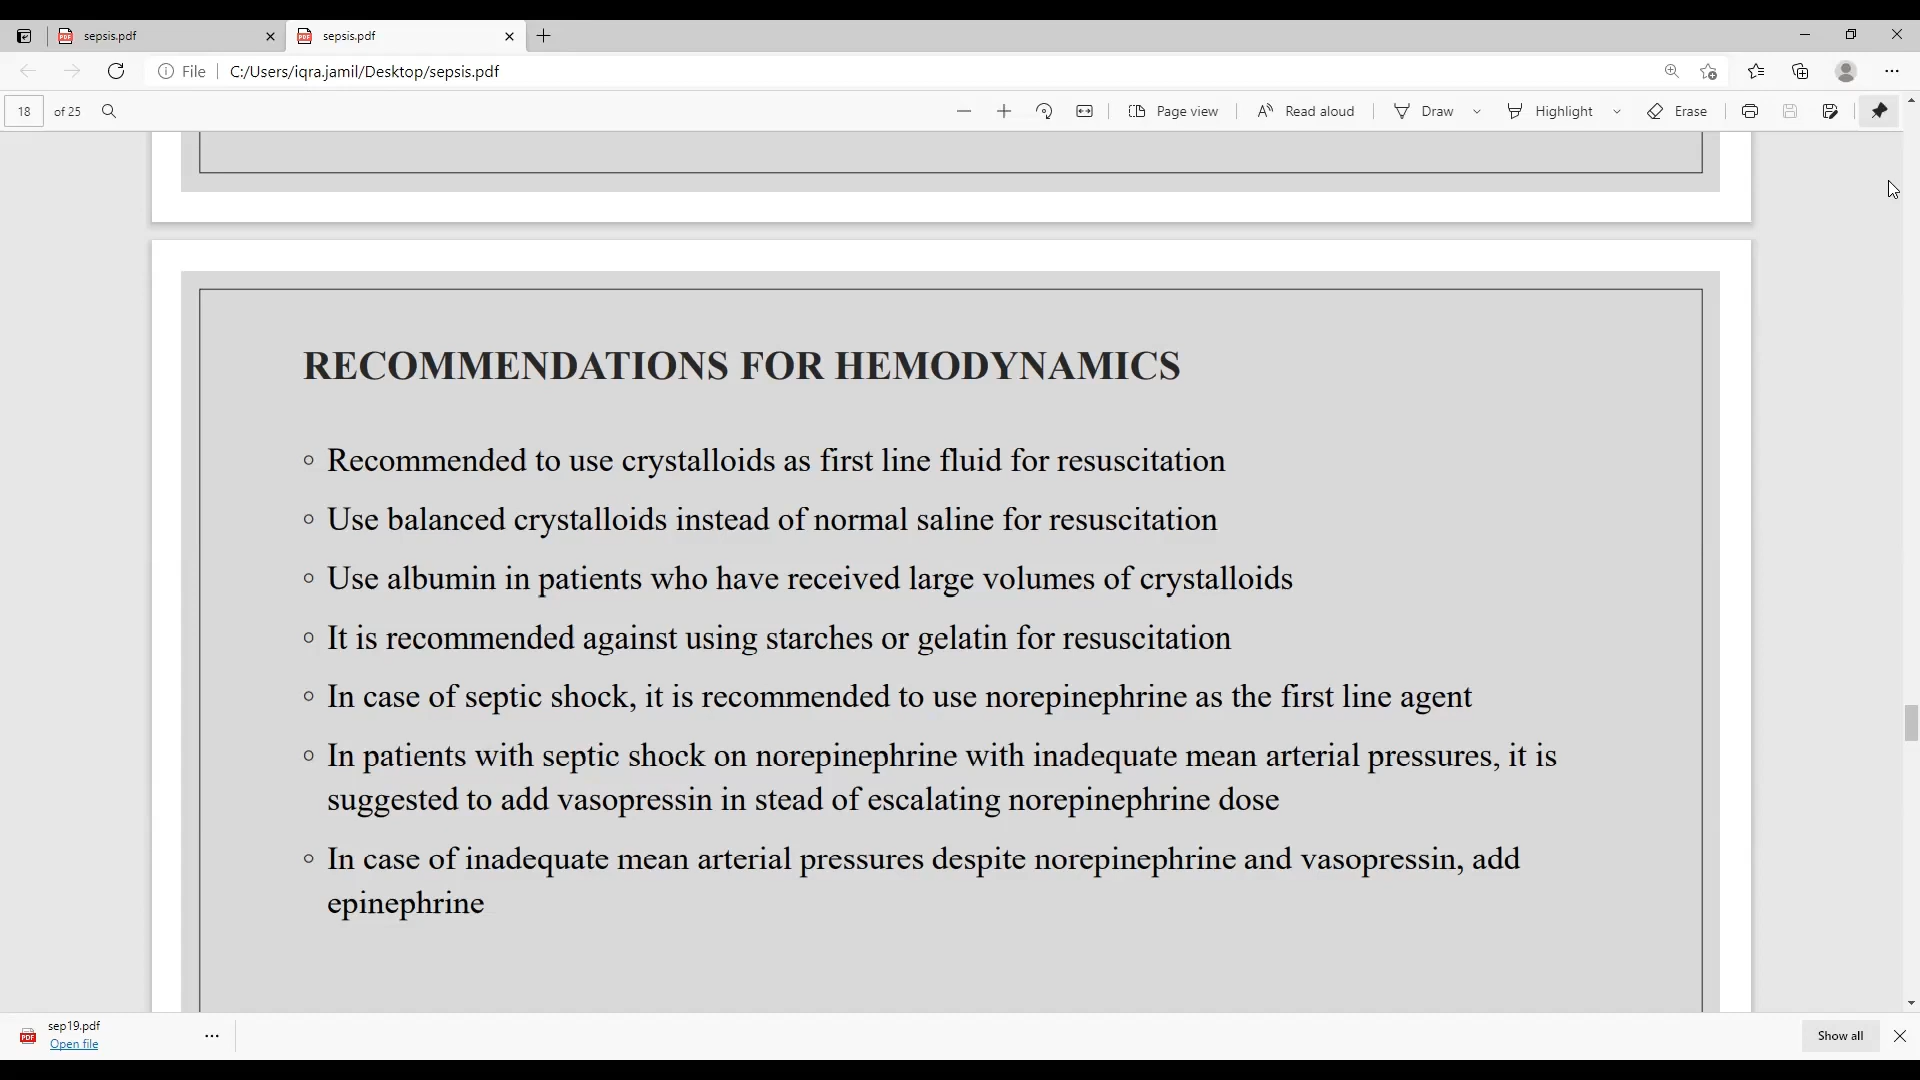 sepsis.pdf
sepsis.pdf
File
C:/Users/iqra.jamil/Desktop/sepsis.pdf
18 of 25
Page view
Read aloud
Draw
Highlight
Erase
RECOMMENDATIONS FOR HEMODYNAMICS
Recommended to use crystalloids as first line fluid for resuscitation
Use balanced crystalloids instead of normal saline for resuscitation
Use albumin in patients who have received large volumes of crystalloids
It is recommended against using starches or gelatin for resuscitation
In case of septic shock, it is recommended to use norepinephrine as the first line agent
In patients with septic shock on norepinephrine with inadequate mean arterial pressures, it is
suggested to add vasopressin in stead of escalating norepinephrine dose
In case of inadequate mean arterial pressures despite norepinephrine and vasopressin, add
epinephrine
sep19.pdf
Open file
Show all